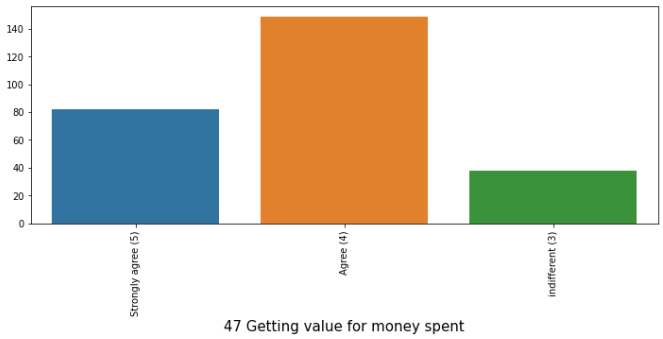 140
120
100
80
60
40
20
0
Strongly agree (5)
Agree (4)
indifferent (3)
47 Getting value for money spent